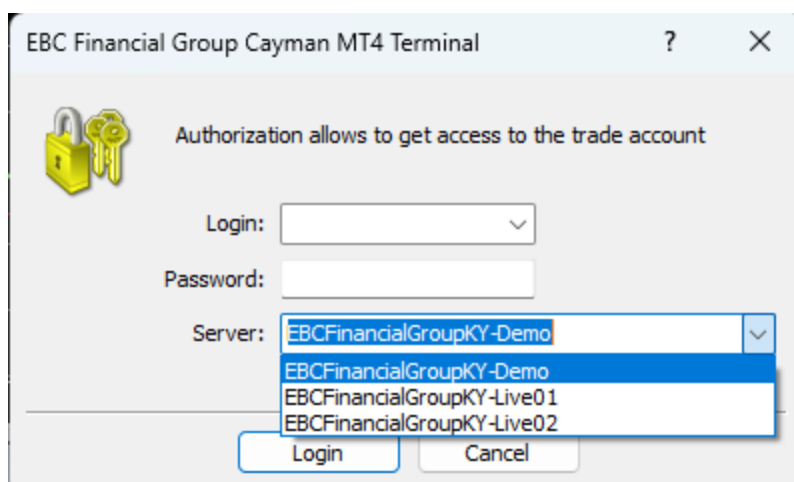 EBC Financial Group Cayman MT4 Terminal ?
Authorization allows to get access to the trade account
Login:
Password:
Server: EBCFinancialGroupKY-Demo
EBCFinancialGroupKY-Demo
EBCFinancialGroupKY-Live01
EBCFinancialGroupKY-Live02
Login Cancel